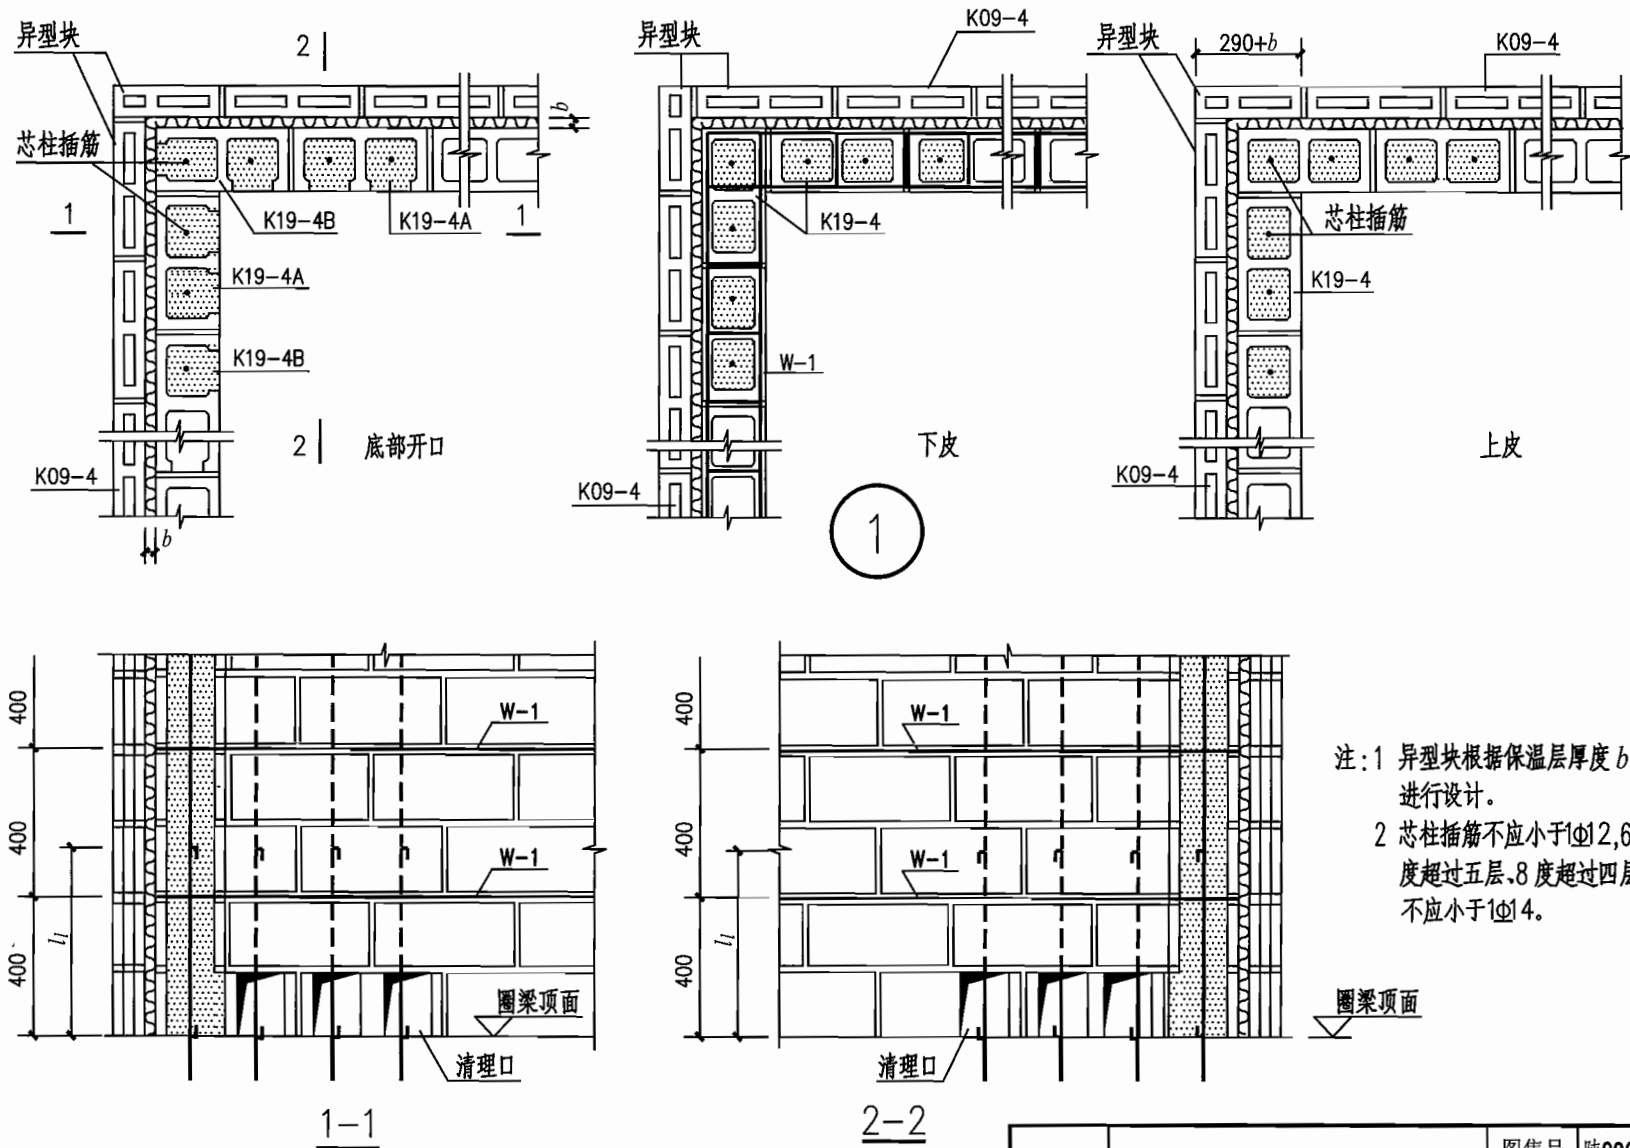 异型块
2
异型块
K09-4
异型块
290+b
K09-4
b
芯柱插筋
1
K19-4B
K19-4A
1
K19-4
芯柱插筋
K19-4A
K19-4
K19-4B
W-1
2
底部开口
下皮
上皮
K09-4
K09-4
K09-4
b
1
400
W-1
400
W-1
注:1 异型块根据保温层厚度 b
进行设计。
2 芯柱插筋不应小于1Φ12,6
度超过五层、8度超过四层
不应小于1Φ14。
400
W-1
400
W-1
400
l_l
圈梁顶面
400
l_l
圈梁顶面
清理口
清理口
1-1
2-2